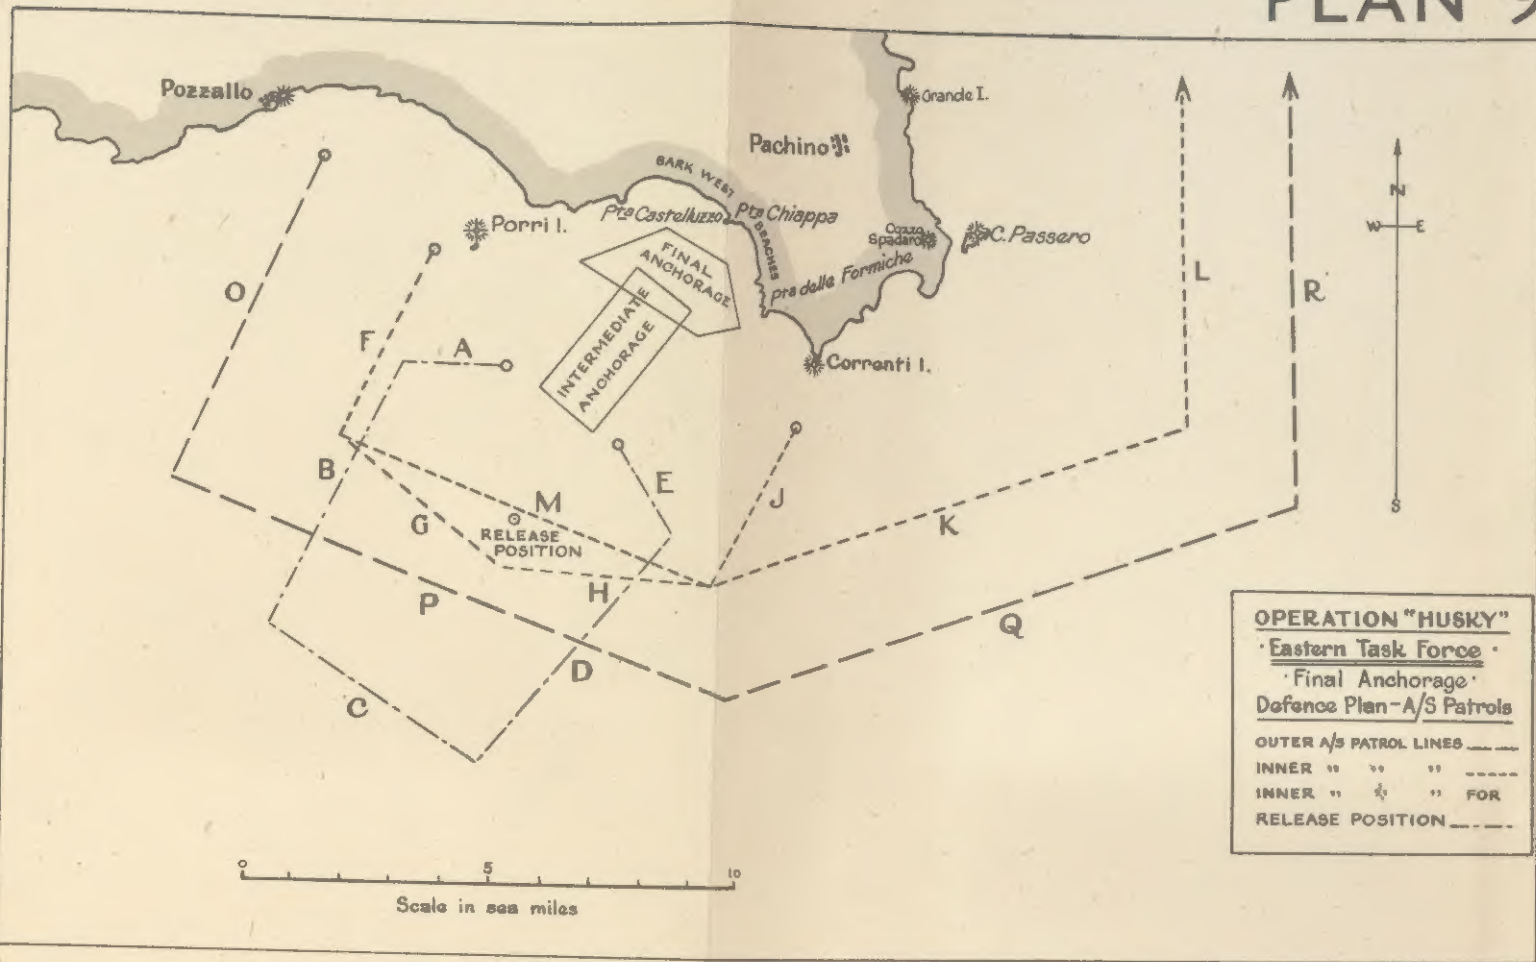 PLAN
Pozzallo
Grande I.
Pachino
BARK WEST
BEACHES
Porri I.
Pta Castelluzzo
Pta Chiappa
Cozzo
Spadaro
C. Passero
Pta delle Formiche
FINAL
ANCHORAGE
INTERMEDIATE
ANCHORAGE
Correnti I.
N
W
E
S
O
F
A
L
R
B
G
M
E
J
K
RELEASE
POSITION
H
P
D
Q
C
OPERATION "HUSKY"
· Eastern Task Force ·
· Final Anchorage ·
Defence Plan - A/S Patrols
OUTER A/S PATROL LINES
INNER " " "
INNER " " " FOR
RELEASE POSITION
0
5
10
Scale in sea miles